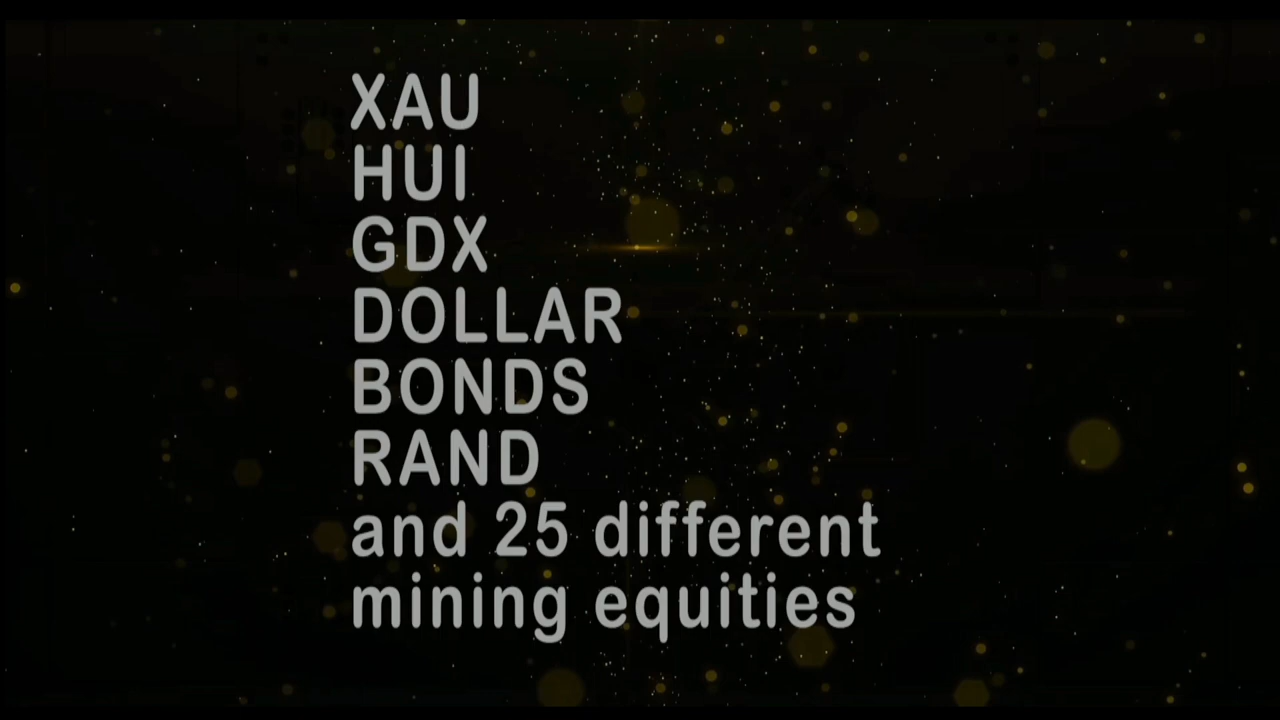 XAU
HUI
GDX
DOLLAR
BONDS
RAND
and 25 different
mining equities